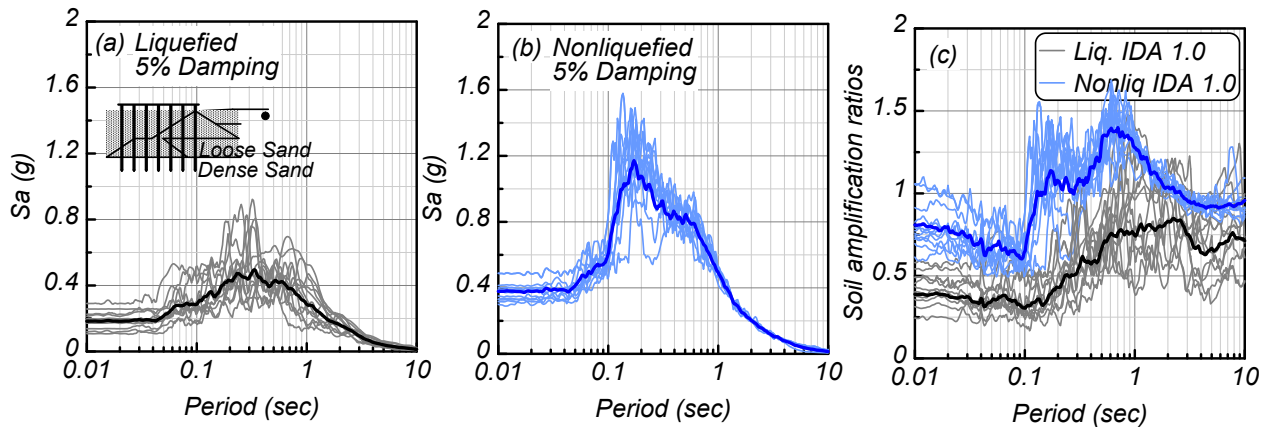 (a) Liquefied
5% Damping
Loose Sand
Dense Sand
Sa (g)
2
1.6
1.2
0.8
0.4
0
0.01
0.1
1
10
Period (sec)
(b) Nonliquefied
5% Damping
Sa (g)
2
1.6
1.2
0.8
0.4
0
0.01
0.1
1
10
Period (sec)
(c)
Liq. IDA 1.0
Nonliq IDA 1.0
Soil amplification ratios
2
1.5
1
0.5
0
0.01
0.1
1
10
Period (sec)